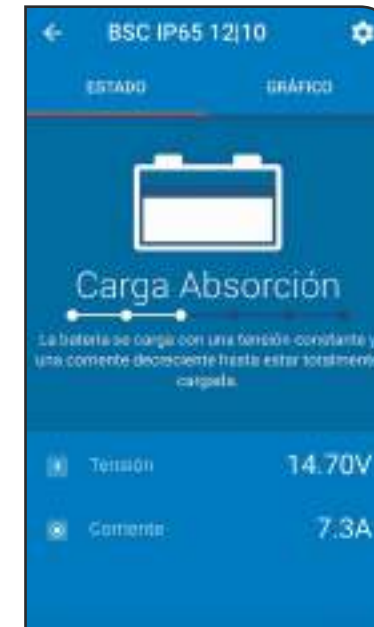 BSC IP65 12|10
ESTADO GRÁFICO
Carga Absorción
La batería se carga con una tensión constante y
una corriente decreciente hasta estar totalmente
cargada.
Tensión 14.70V
Corriente 7.3A